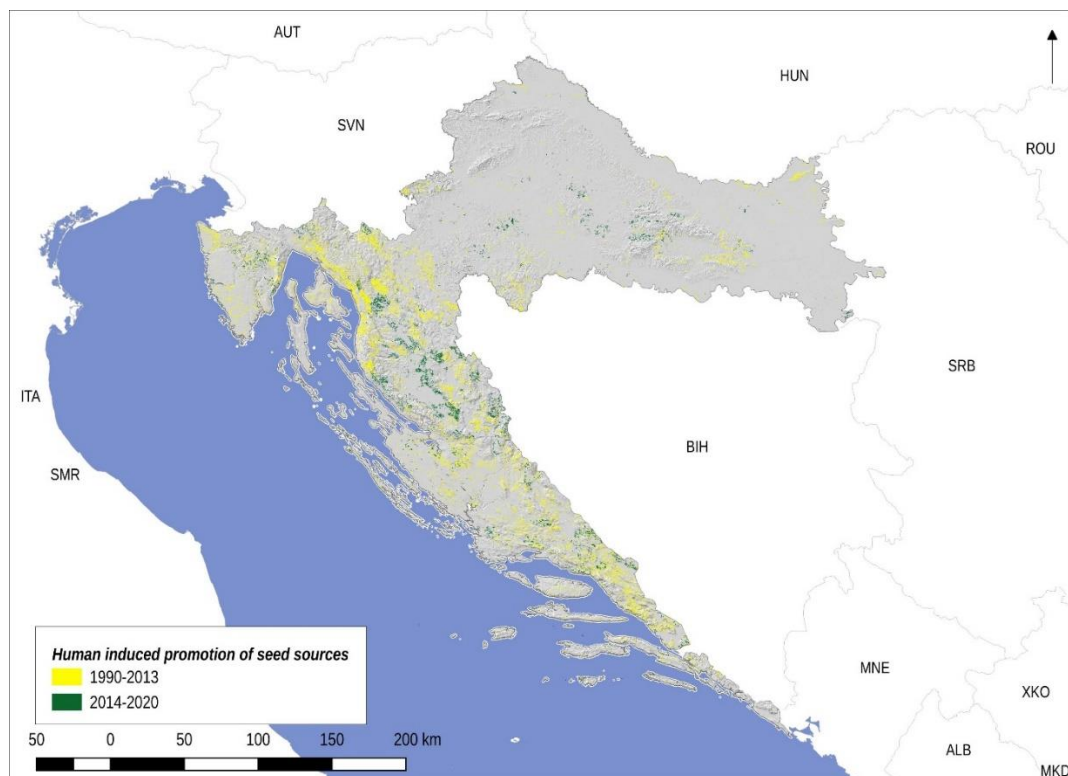 AUT
HUN
SVN
ROU
ITA
SRB
BIH
SMR
Human induced promotion of seed sources
1990-2013
2014-2020
MNE
XKO
50 0 50 100 150 200 km
ALB
MKD